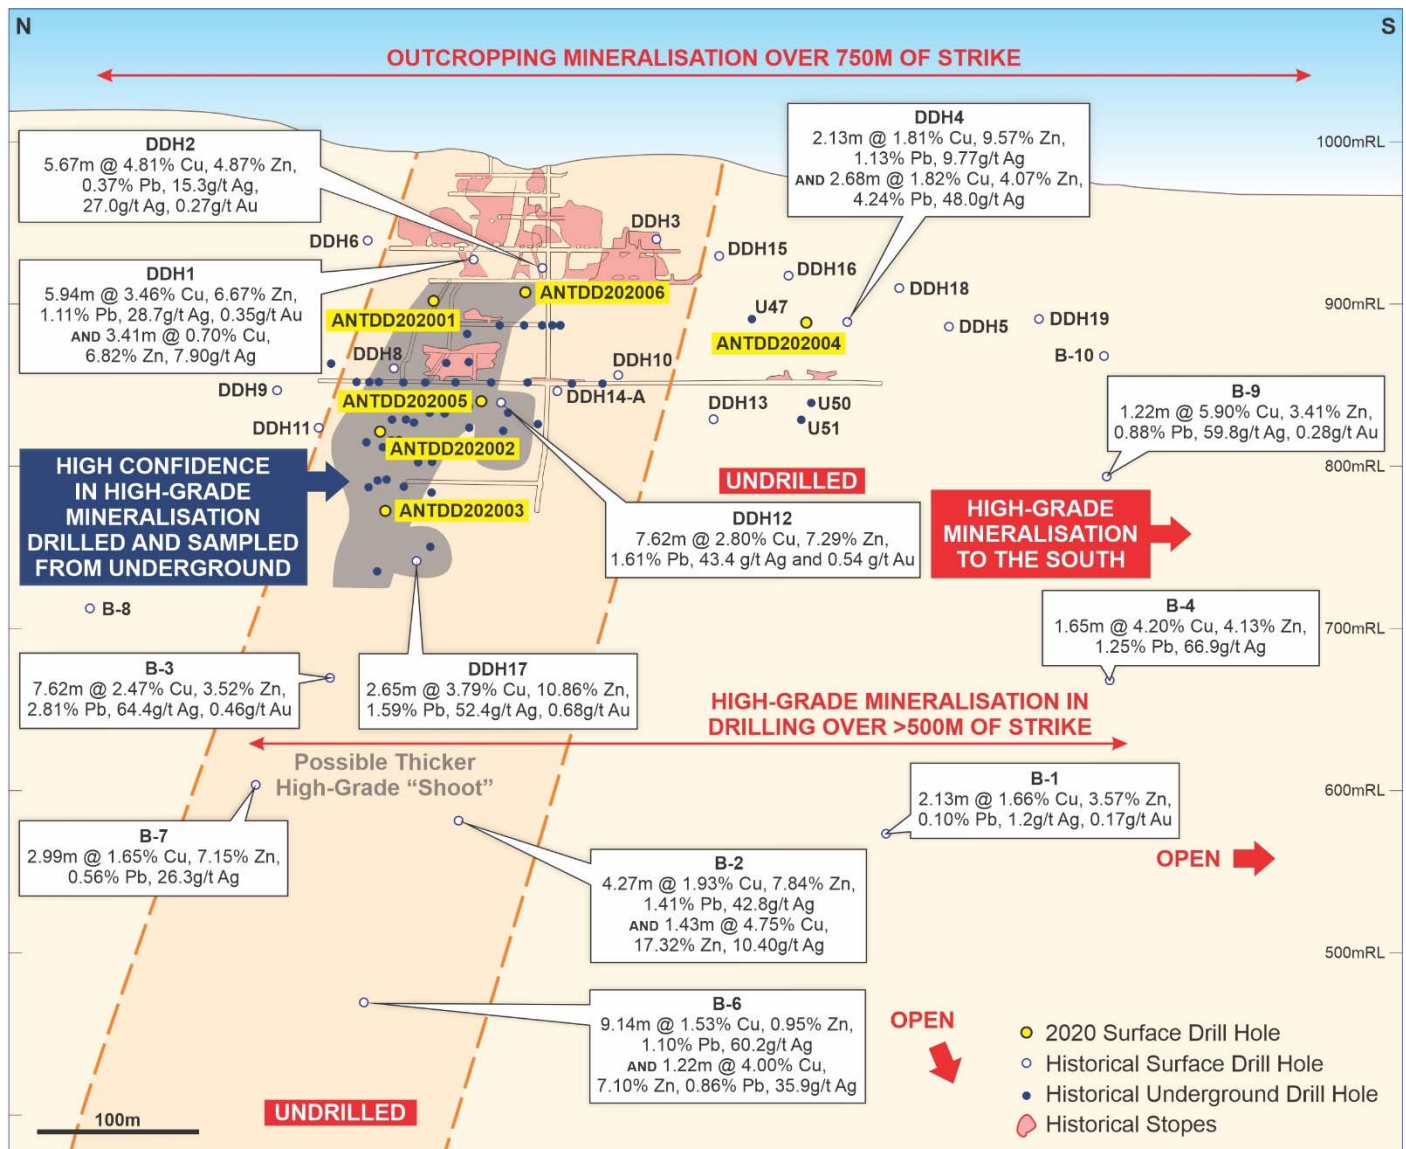 N
S
OUTCROPPING MINERALISATION OVER 750M OF STRIKE
DDH2
5.67m @ 4.81% Cu, 4.87% Zn,
0.37% Pb, 15.3g/t Ag,
27.0g/t Ag, 0.27g/t Au
DDH4
2.13m @ 1.81% Cu, 9.57% Zn,
1.13% Pb, 9.77g/t Ag
AND 2.68m @ 1.82% Cu, 4.07% Zn,
4.24% Pb, 48.0g/t Ag
1000mRL
DDH6
DDH3
DDH15
DDH16
DDH1
5.94m @ 3.46% Cu, 6.67% Zn,
1.11% Pb, 28.7g/t Ag, 0.35g/t Au
AND 3.41m @ 0.70% Cu,
6.82% Zn, 7.90g/t Ag
ANTDD202006
ANTDD202001
U47
DDH18
900mRL
ANTDD202004
DDH5
DDH19
B-10
DDH8
DDH10
DDH9
DDH14-A
ANTDD202005
DDH13
U50
U51
DDH11
ANTDD202002
B-9
1.22m @ 5.90% Cu, 3.41% Zn,
0.88% Pb, 59.8g/t Ag, 0.28g/t Au
HIGH CONFIDENCE
IN HIGH-GRADE
MINERALISATION
DRILLED AND SAMPLED
FROM UNDERGROUND
800mRL
UNDRILLED
ANTDD202003
DDH12
7.62m @ 2.80% Cu, 7.29% Zn,
1.61% Pb, 43.4 g/t Ag and 0.54 g/t Au
HIGH-GRADE
MINERALISATION
TO THE SOUTH
B-8
B-4
1.65m @ 4.20% Cu, 4.13% Zn,
1.25% Pb, 66.9g/t Ag
700mRL
B-3
7.62m @ 2.47% Cu, 3.52% Zn,
2.81% Pb, 64.4g/t Ag, 0.46g/t Au
DDH17
2.65m @ 3.79% Cu, 10.86% Zn,
1.59% Pb, 52.4g/t Ag, 0.68g/t Au
HIGH-GRADE MINERALISATION IN
DRILLING OVER >500M OF STRIKE
Possible Thicker
High-Grade “Shoot”
B-1
2.13m @ 1.66% Cu, 3.57% Zn,
0.10% Pb, 1.2g/t Ag, 0.17g/t Au
600mRL
B-7
2.99m @ 1.65% Cu, 7.15% Zn,
0.56% Pb, 26.3g/t Ag
B-2
4.27m @ 1.93% Cu, 7.84% Zn,
1.41% Pb, 42.8g/t Ag
AND 1.43m @ 4.75% Cu,
17.32% Zn, 10.40g/t Ag
OPEN
500mRL
B-6
9.14m @ 1.53% Cu, 0.95% Zn,
1.10% Pb, 60.2g/t Ag
AND 1.22m @ 4.00% Cu,
7.10% Zn, 0.86% Pb, 35.9g/t Ag
OPEN
2020 Surface Drill Hole
Historical Surface Drill Hole
Historical Underground Drill Hole
Historical Stopes
UNDRILLED
100m